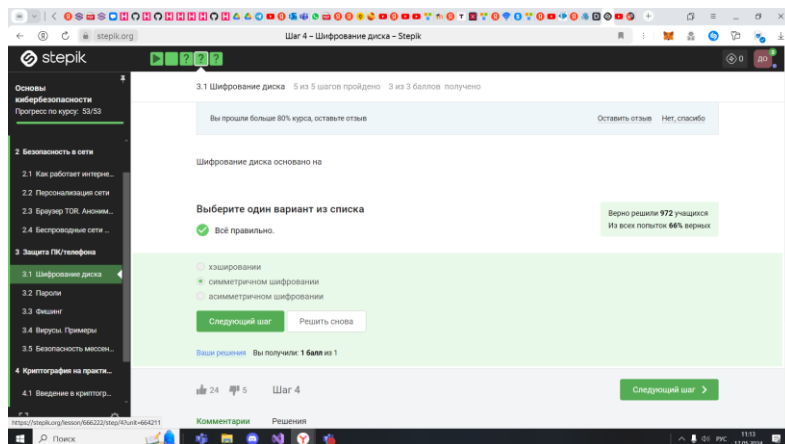 stepik.org
Шаг 4 – Шифрование диска – Stepik
stepik
0
ДО
Основы
кибербезопасности
Прогресс по курсу: 53/53
3.1 Шифрование диска 5 из 5 шагов пройдено 3 из 3 баллов получено
Вы прошли больше 80% курса, оставьте отзыв
Оставить отзыв Нет, спасибо
2 Безопасность в сети
2.1 Как работает интерне...
2.2 Персонализация сети
2.3 Браузер TOR. Аноним...
2.4 Беспроводные сети ...
3 Защита ПК/телефона
3.1 Шифрование диска
3.2 Пароли
3.3 Фишинг
3.4 Вирусы. Примеры
3.5 Безопасность мессен...
4 Криптография на практи...
4.1 Введение в криптогр...
Шифрование диска основано на
Выберите один вариант из списка
Всё правильно.
Верно решили 972 учащихся
Из всех попыток 66% верных
хэшировании
симметричном шифровании
асимметричном шифровании
Следующий шаг
Решить снова
Ваши решения Вы получили: 1 балл из 1
24 5 Шаг 4
Следующий шаг
Комментарии Решения
https://stepik.org/lesson/666222/step/4?unit=664211
Поиск
РУС
11:13
17.05.2024